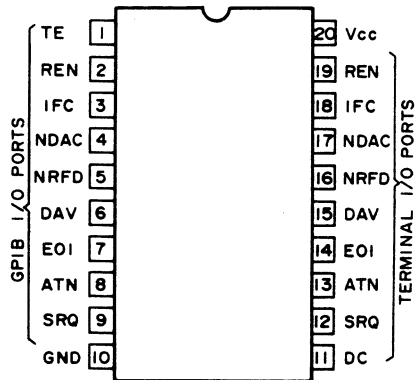 TE 1 20 Vcc
REN 2 19 REN
IFC 3 18 IFC
NDAC 4 17 NDAC
NRFD 5 16 NRFD
DAV 6 15 DAV
EOI 7 14 EOI
ATN 8 13 ATN
SRQ 9 12 SRQ
GND 10 11 DC
GPIB I/O PORTS
TERMINAL I/O PORTS